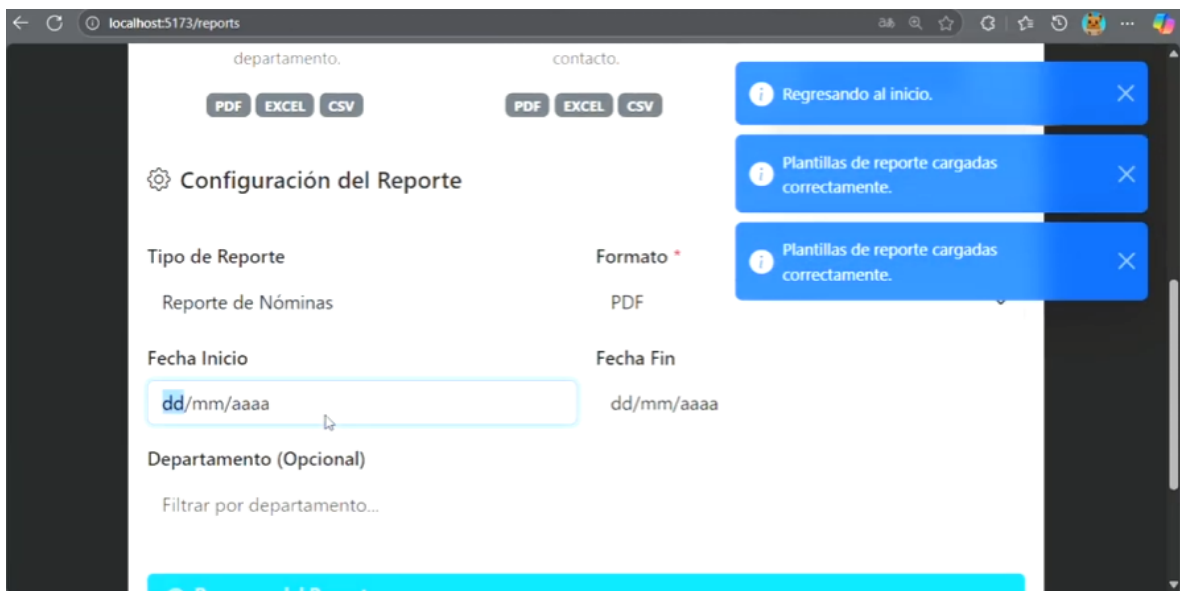 localhost:5173/reports
departamento.
contacto.
PDF EXCEL CSV
PDF EXCEL CSV
Regresando al inicio.
Plantillas de reporte cargadas
correctamente.
Plantillas de reporte cargadas
correctamente.
Configuración del Reporte
Tipo de Reporte
Formato *
Reporte de Nóminas
PDF
Fecha Inicio
Fecha Fin
dd/mm/aaaa
dd/mm/aaaa
Departamento (Opcional)
Filtrar por departamento...